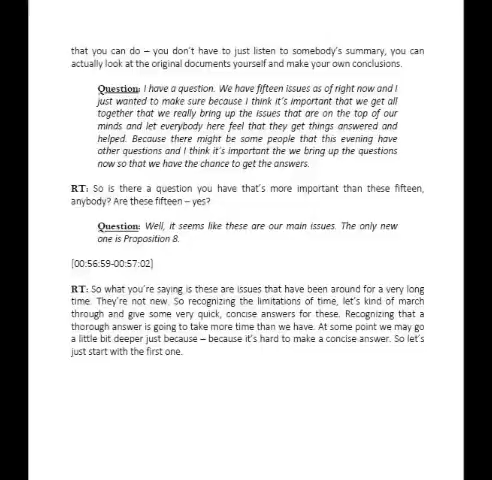 that you can do – you don't have to just listen to somebody's summary, you can
actually look at the original documents yourself and make your own conclusions.
Question: I have a question. We have fifteen issues as of right now and I
just wanted to make sure because I think it's important that we get all
together that we really bring up the issues that are on the top of our
minds and let everybody here feel that they get things answered and
helped. Because there might be some people that this evening have
other questions and I think it's important the we bring up the questions
now so that we have the chance to get the answers.
RT: So is there a question you have that's more important than these fifteen,
anybody? Are these fifteen – yes?
Question: Well, it seems like these are our main issues. The only new
one is Proposition 8.
[00:56:59-00:57:02]
RT: So what you're saying is these are issues that have been around for a very long
time. They're not new. So recognizing the limitations of time, let's kind of march
through and give some very quick, concise answers for these. Recognizing that a
thorough answer is going to take more time than we have. At some point we may go
a little bit deeper just because – because it's hard to make a concise answer. So let's
just start with the first one.